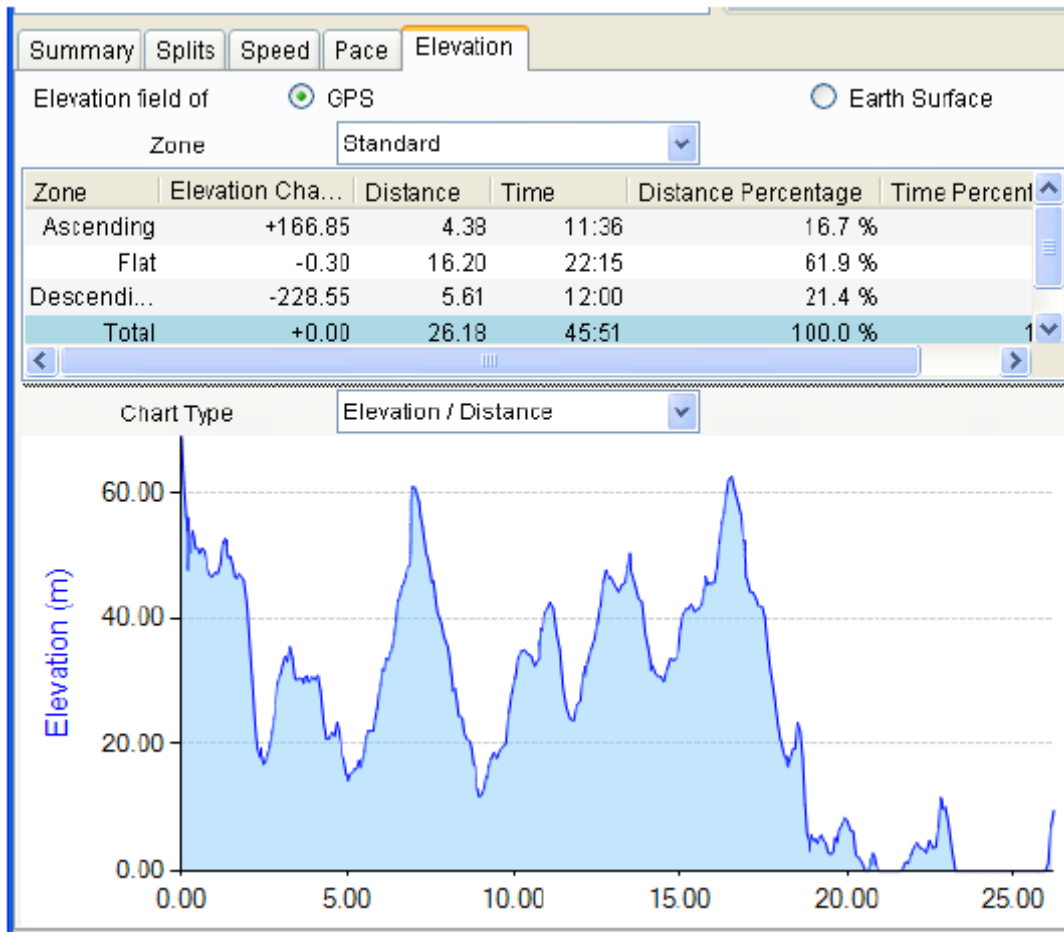 Summary Splits Speed Pace Elevation
Elevation field of GPS Earth Surface
Zone Standard
Zone Elevation Cha... Distance Time Distance Percentage Time Percent
Ascending +166.85 4.38 11:36 16.7 %
Flat -0.30 16.20 22:15 61.9 %
Descendi... -228.55 5.61 12:00 21.4 %
Total +0.00 26.18 45:51 100.0 % 1
Chart Type Elevation / Distance
60.00
40.00
20.00
0.00
Elevation (m)
0.00 5.00 10.00 15.00 20.00 25.00